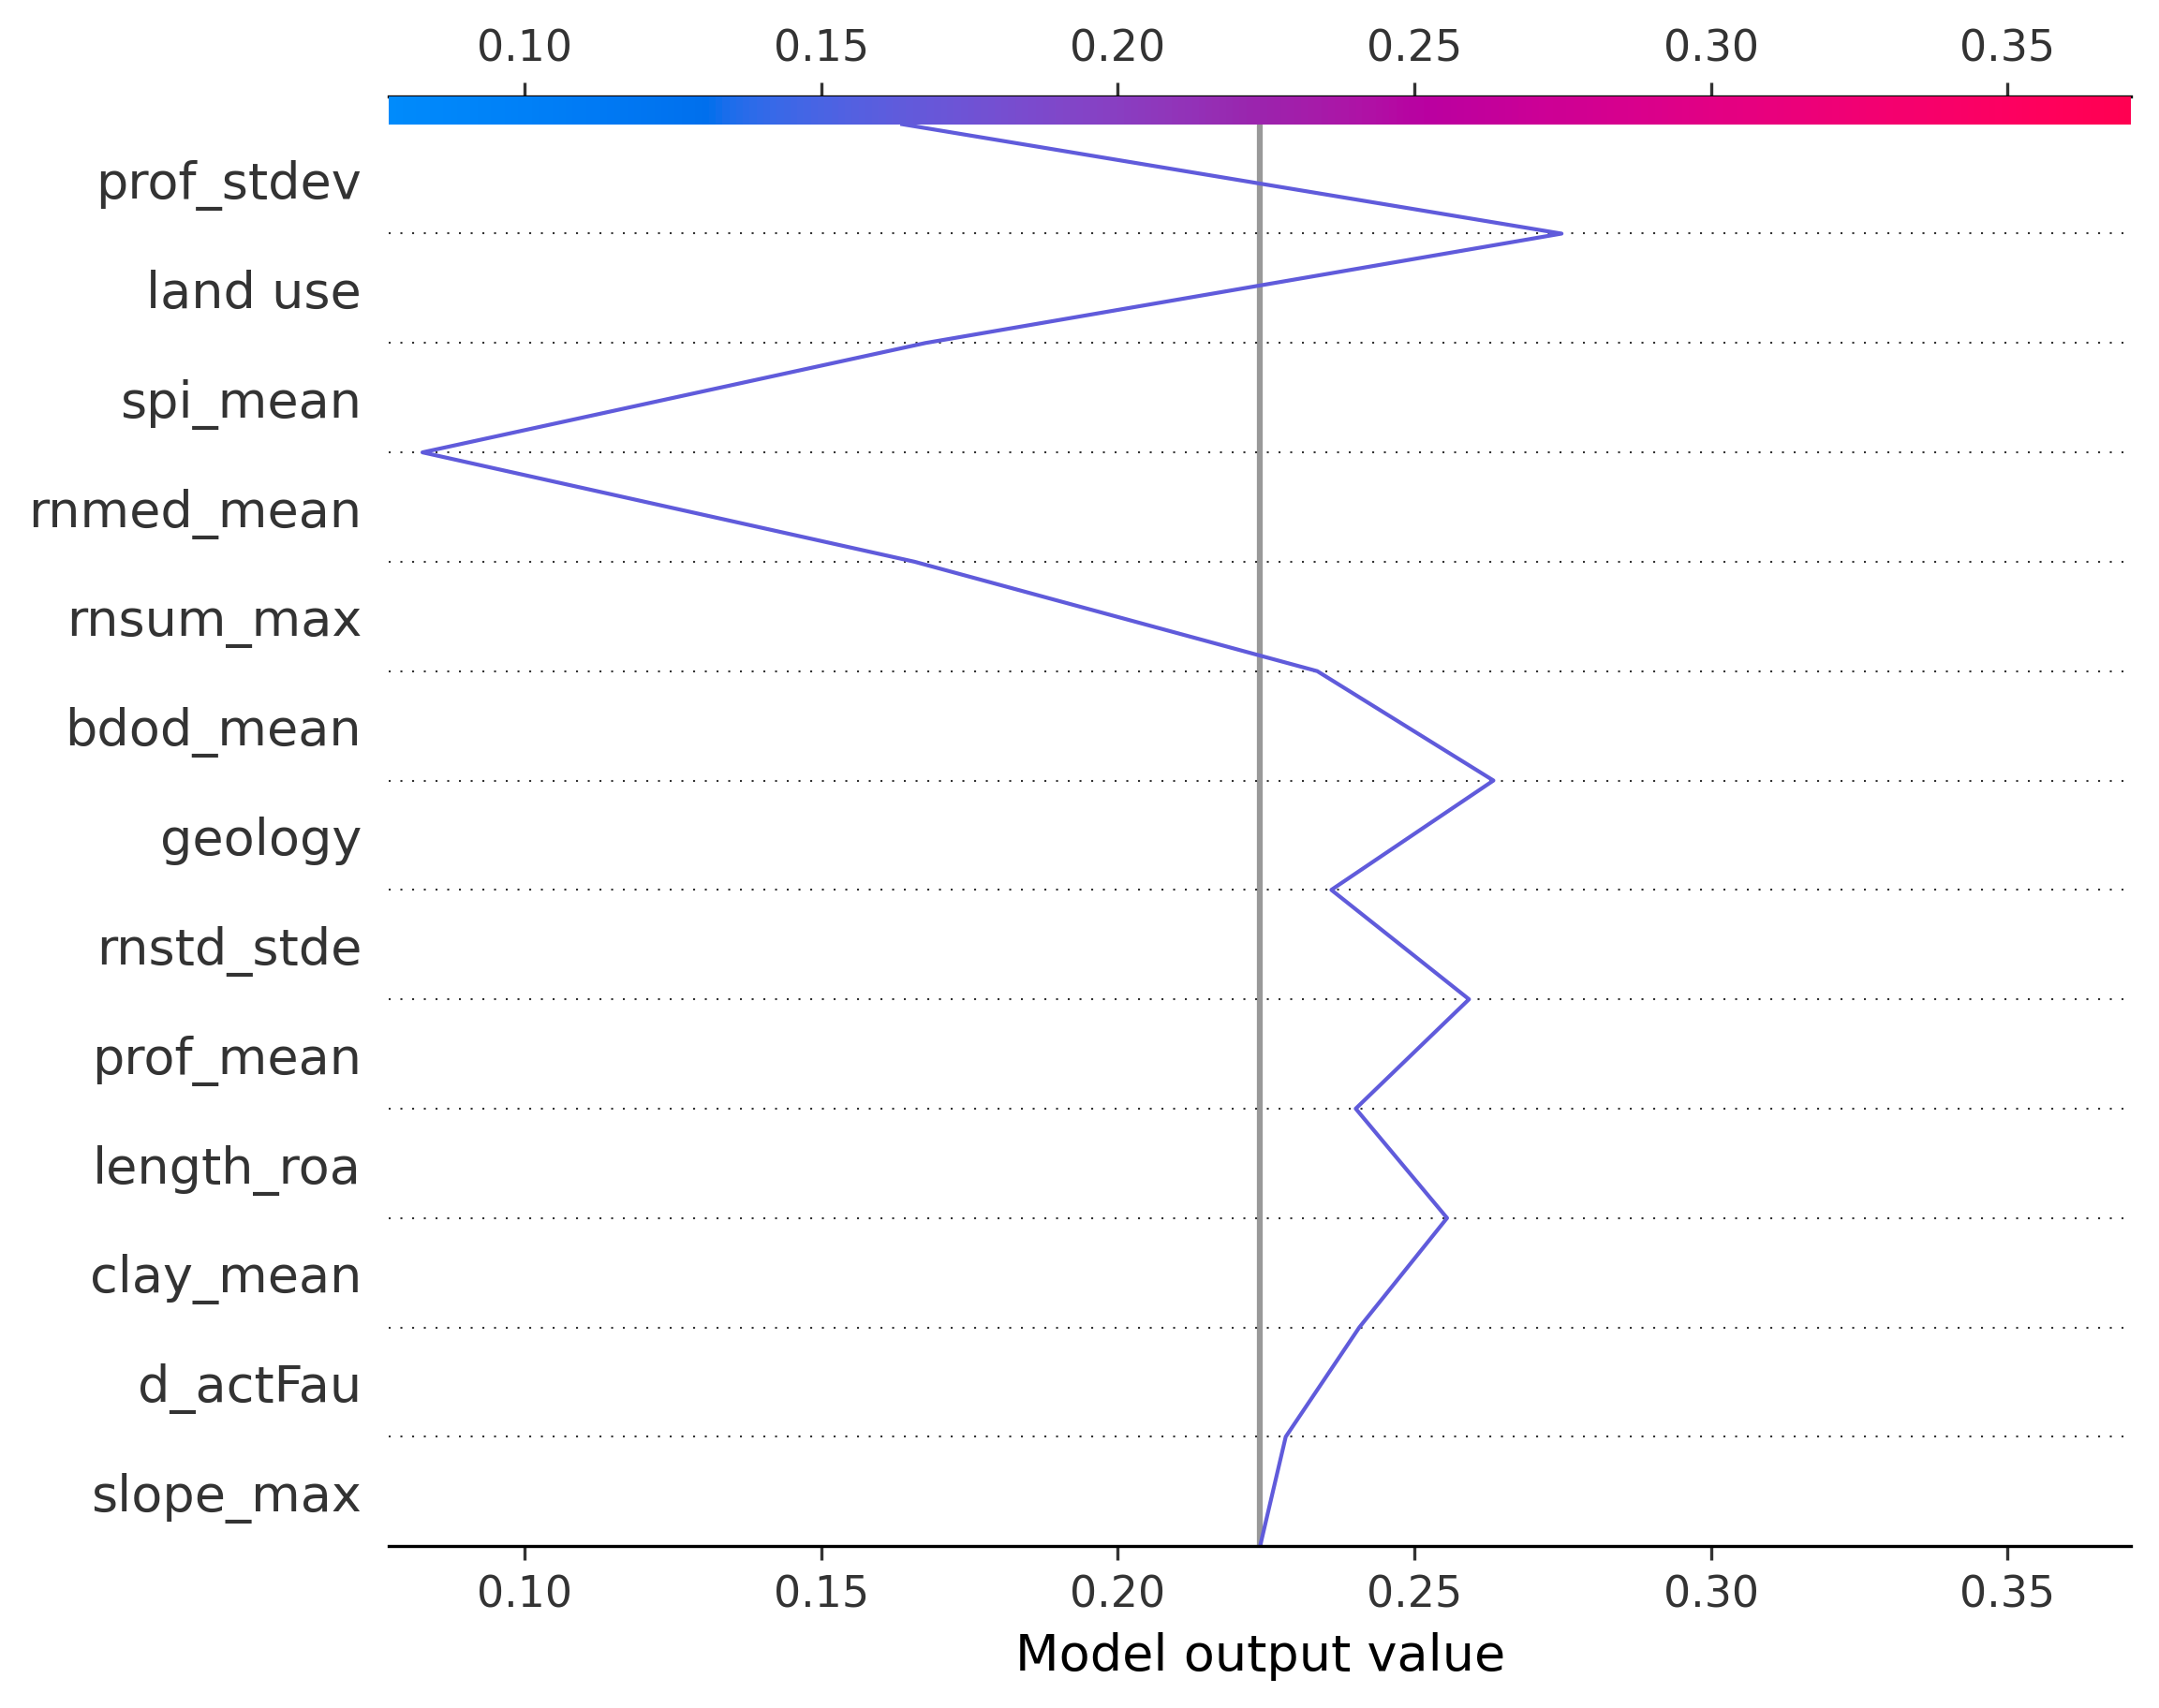 0.10 0.15 0.20 0.25 0.30 0.35
prof_stdev
land use
spi_mean
rnmed_mean
rnsum_max
bdod_mean
geology
rnstd_stde
prof_mean
length_roa
clay_mean
d_actFau
slope_max
0.10 0.15 0.20 0.25 0.30 0.35
Model output value